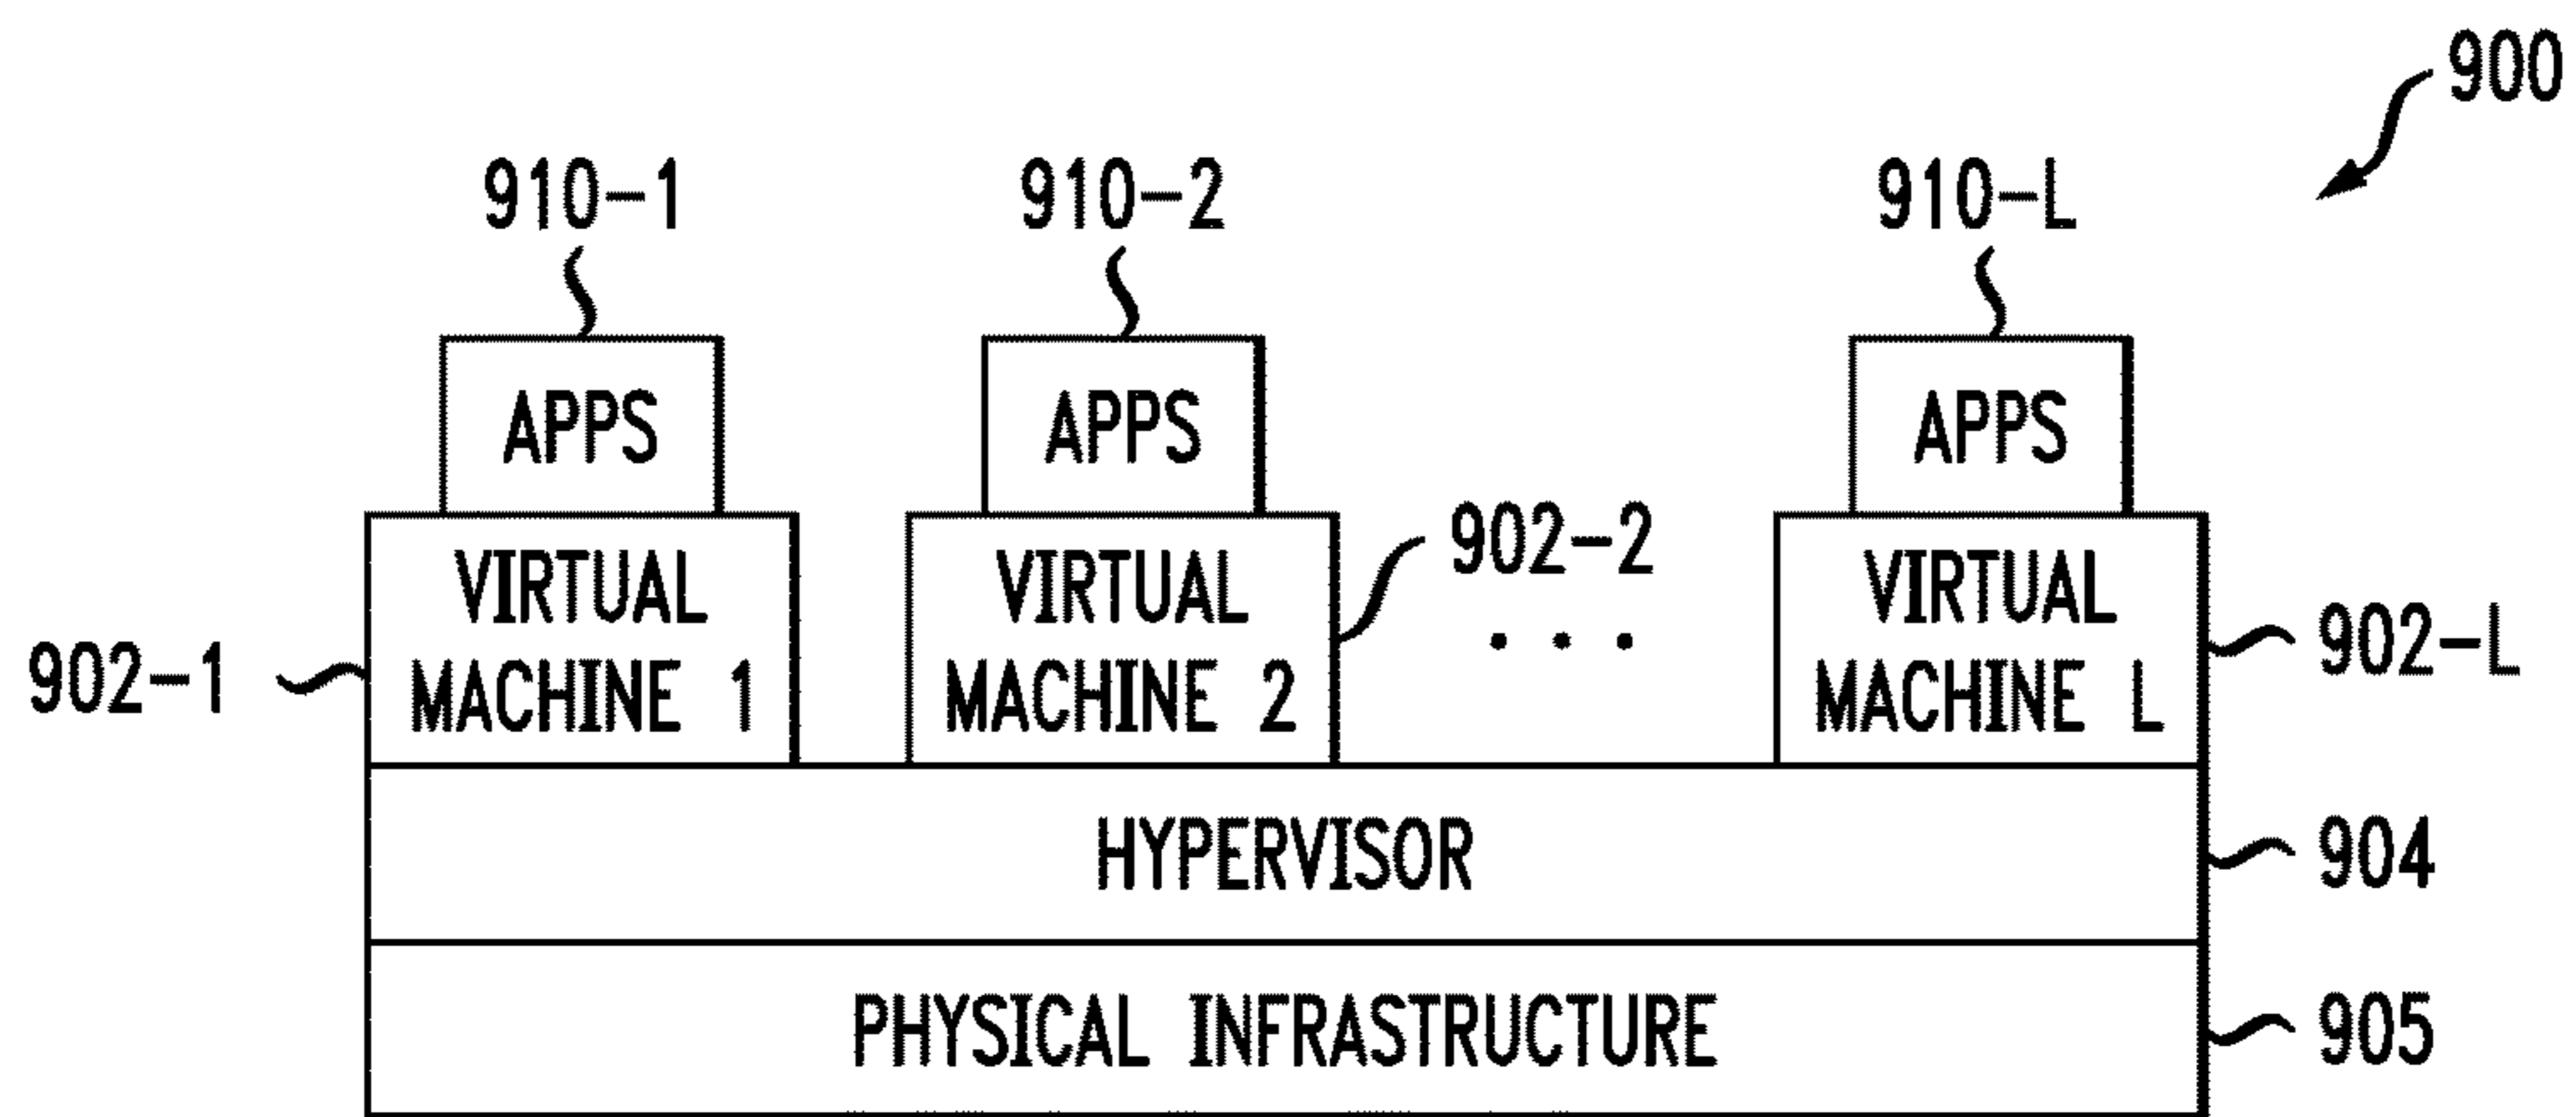 900
910-1 910-2 910-L
APPS APPS APPS
902-2
VIRTUAL VIRTUAL VIRTUAL
MACHINE 1 MACHINE 2 . . . MACHINE L
902-1 902-L
HYPERVISOR 904
PHYSICAL INFRASTRUCTURE 905